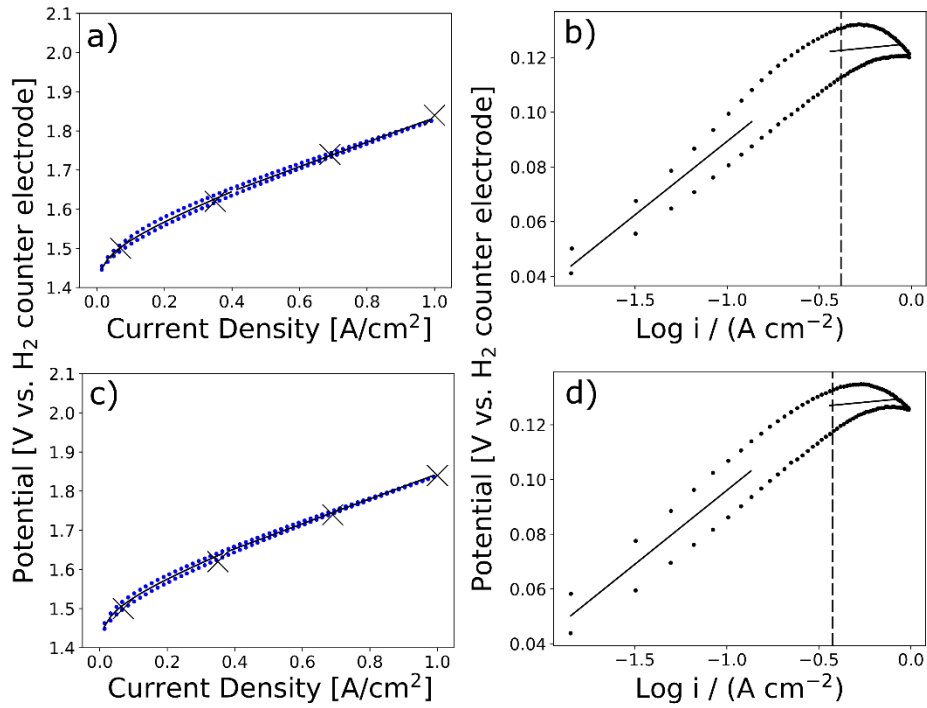 a)
2.1
2.0
1.9
1.8
1.7
1.6
1.5
1.4
0.0 0.2 0.4 0.6 0.8 1.0
Current Density [A/cm²]
b)
0.12
0.10
0.08
0.06
0.04
−1.5 −1.0 −0.5 0.0
Log i / (A cm⁻²)
Potential [V vs. H₂ counter electrode]
Potential [V vs. H₂ counter electrode]
c)
2.1
2.0
1.9
1.8
1.7
1.6
1.5
1.4
0.0 0.2 0.4 0.6 0.8 1.0
Current Density [A/cm²]
d)
0.12
0.10
0.08
0.06
0.04
−1.5 −1.0 −0.5 0.0
Log i / (A cm⁻²)